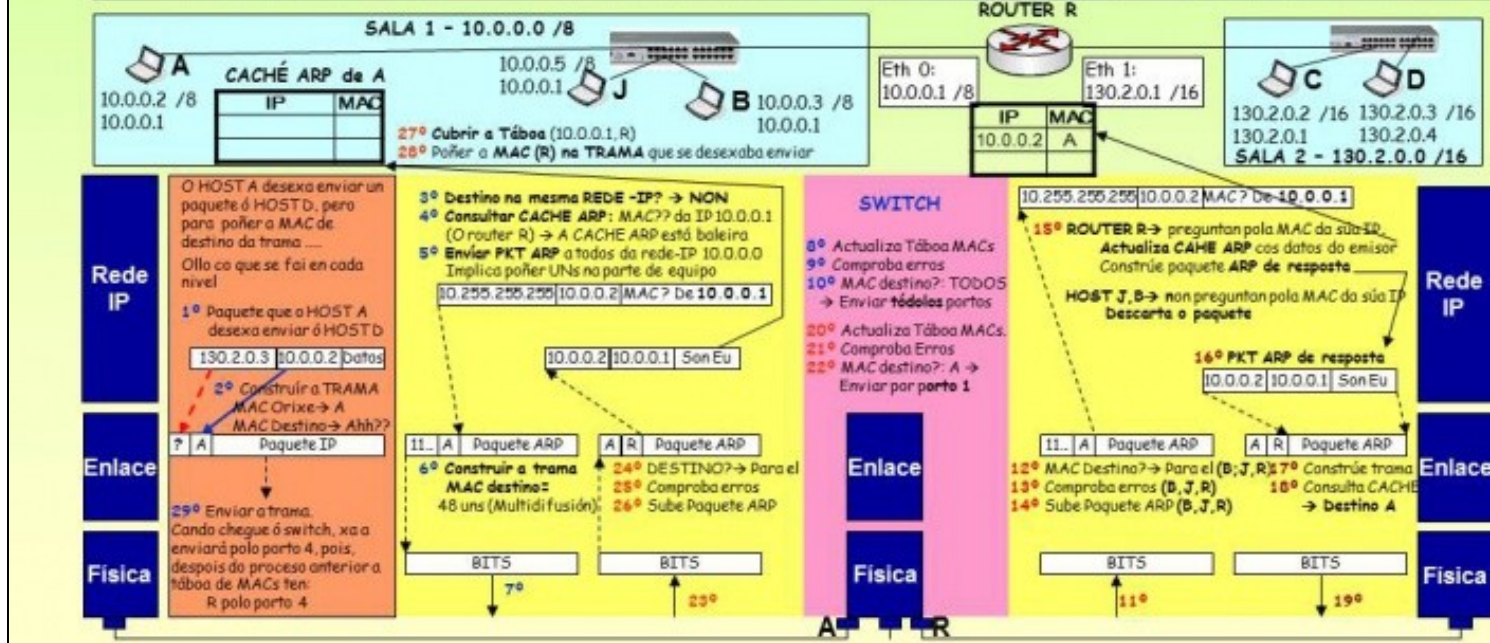 ROUTER R
SALA 1 - 10.0.0.0 /8
A
10.0.0.2 /8
10.0.0.1
CACHÉ ARP de A
IP MAC
10.0.0.5 /8
10.0.0.1
J
B
10.0.0.3 /8
10.0.0.1
27º Cubrir a Táboa (10.0.0.1, R)
28º Poñer a MAC (R) na TRAMA que se desexaba enviar
Eth 0:
10.0.0.1 /8
Eth 1:
130.2.0.1 /16
IP MAC
10.0.0.2 A
C
D
130.2.0.2 /16 130.2.0.3 /16
130.2.0.1 130.2.0.4
SALA 2 - 130.2.0.0 /16
Rede
IP
Enlace
Física
O HOST A desexa enviar un
paquete ó HOST D, pero
para poñer a MAC de
destino da trama ....
Ollo co que se fai en cada
nivel
1º Paquete que o HOST A
desexa enviar ó HOST D
130.2.0.3 10.0.0.2 Datos
2º Construír a TRAMA
MAC Orixe→ A
MAC Destino→ Ahh??
? A Paquete IP
29º Enviar a trama.
Cando chegue ó switch, xa a
enviará polo porto 4, pois,
despois do proceso anterior a
táboa de MACs ten:
R polo porto 4
3º Destino na mesma REDE -IP? → NON
4º Consultar CACHE ARP: MAC?? da IP 10.0.0.1
(O router R) → A CACHE ARP está baleira
5º Enviar PKT ARP a todos da rede-IP 10.0.0.0
Implica poñer UNs na parte de equipo
10.255.255.255 10.0.0.2 MAC? De 10.0.0.1
10.0.0.2 10.0.0.1 Son Eu
11... A Paquete ARP
6º Construir a trama
MAC destino=
48 uns (Multidifusión)
A R Paquete ARP
24º DESTINO?→ Para el
25º Comproba erros
26º Sube Paquete ARP
BITS
7º
BITS
23º
SWITCH
8º Actualiza Táboa MACs
9º Comproba erros
10º MAC destino?: TODOS
→ Enviar tódolos portos
20º Actualiza Táboa MACs.
21º Comproba Erros
22º MAC destino?: A →
Enviar por porto 1
Enlace
Física
A
R
10.255.255.255 10.0.0.2 MAC? De 10.0.0.1
15º ROUTER R→ preguntan pola MAC da súa IP
Actualiza CAHE ARP cos datos do emisor
Constrúe paquete ARP de resposta
HOST J,B→ non preguntan pola MAC da súa IP
Descarta o paquete
16º PKT ARP de resposta
10.0.0.2 10.0.0.1 Son Eu
11... A Paquete ARP
12º MAC Destino?→ Para el (B;J,R)
13º Comproba erros (B,J,R)
14º Sube Paquete ARP (B,J,R)
A R Paquete ARP
17º Constrúe trama
18º Consulta CACHE
→ Destino A
BITS
11º
BITS
19º
Rede
IP
Enlace
Física